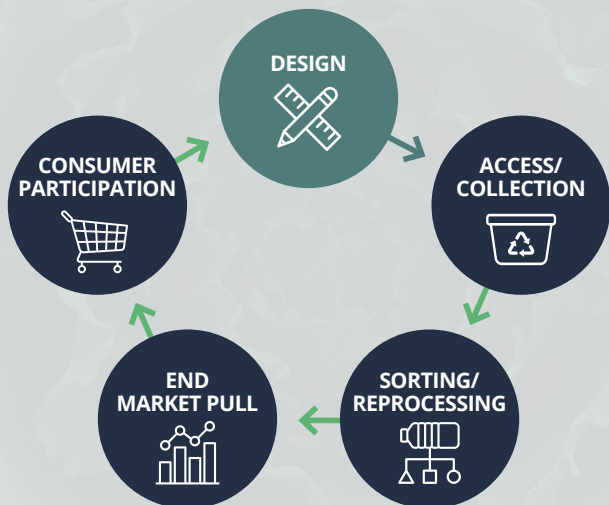 DESIGN
ACCESS/
COLLECTION
SORTING/
REPROCESSING
END
MARKET PULL
CONSUMER
PARTICIPATION